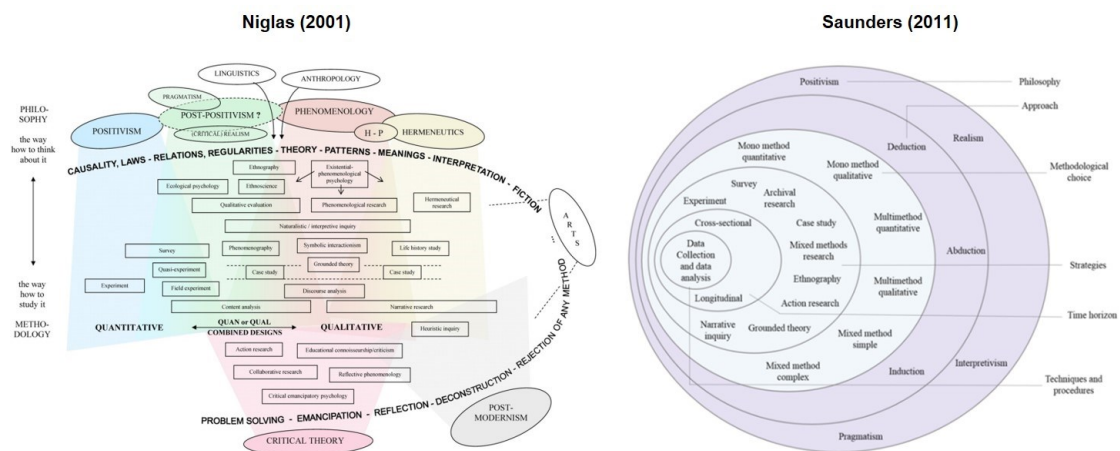 Niglas (2001)
LINGUISTICS
ANTHROPOLOGY
PRAGMATISM
POST-POSITIVISM ?
(CRITICAL) REALISM
PHENOMENOLOGY
POSITIVISM
H - P
HERMENEUTICS
PHILO-
SOPHY
the way
how to think
about it
the way
how to
study it
METHO-
DOLOGY
CAUSALITY, LAWS - RELATIONS, REGULARITIES - THEORY - PATTERNS - MEANINGS - INTERPRETATION - FICTION
ARTS
Ethnography
Existential-
phenomenological
psychology
Ecological psychology
Ethnoscience
Qualitative evaluation
Phenomenological research
Hermeneutical
research
Naturalistic / interpretive inquiry
Survey
Phenomenography
Symbolic interactionism
Life history study
Quasi-experiment
Grounded theory
Case study
Case study
Experiment
Field experiment
Discourse analysis
Content analysis
Narrative research
QUANTITATIVE
QUAN or QUAL
COMBINED DESIGNS
QUALITATIVE
Heuristic inquiry
Action research
Educational connoisseurship/criticism
Collaborative research
Reflective phenomenology
Critical emancipatory psychology
PROBLEM SOLVING - EMANCIPATION - REFLECTION - DECONSTRUCTION - REJECTION OF ANY METHOD
POST-
MODERNISM
CRITICAL THEORY
Saunders (2011)
Positivism
Philosophy
Approach
Realism
Deduction
Mono method
quantitative
Mono method
qualitative
Methodological
choice
Survey
Archival
research
Experiment
Cross-sectional
Case study
Multimethod
quantitative
Data
Collection
and data
analysis
Mixed methods
research
Abduction
Strategies
Ethnography
Multimethod
qualitative
Longitudinal
Action research
Time horizon
Narrative
inquiry
Grounded theory
Mixed method
simple
Mixed method
complex
Induction
Interpretivism
Techniques and
procedures
Pragmatism